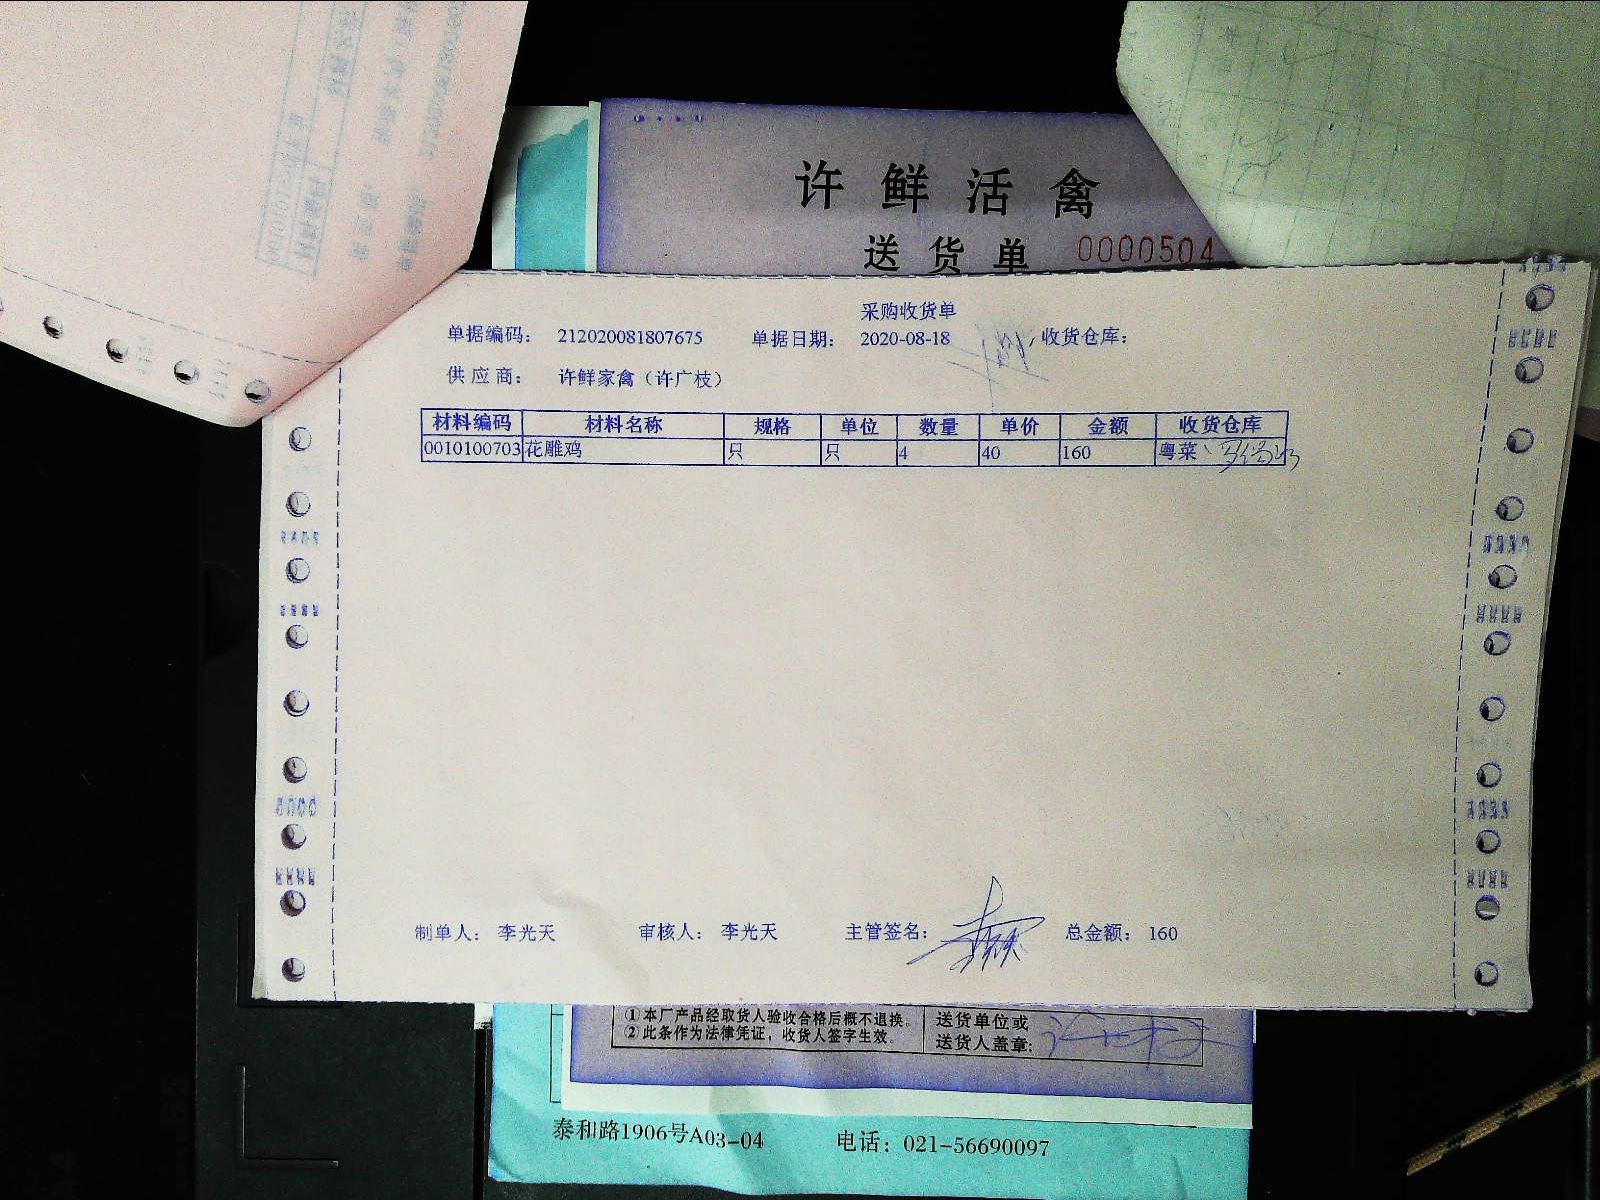 许鲜活禽
送货单 0000504
采购收货单
单据编码： 212020081807675 单据日期： 2020-08-18 收货仓库：
供应商： 许鲜家禽（许广枝）
材料编码 材料名称 规格 单位 数量 单价 金额 收货仓库
0010100703 花雕鸡 只 只 4 40 160 粤菜
制单人： 李光天 审核人： 李光天 主管签名： 总金额： 160
①本厂产品经取货人验收合格后概不退换。
②此条作为法律凭证，收货人签字生效。
送货单位或
送货人盖章：
泰和路1906号A03-04 电话：021-56690097